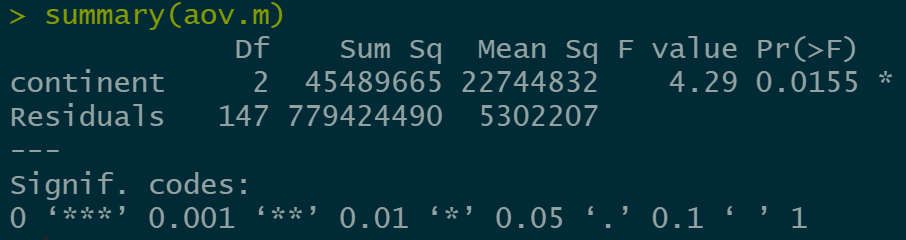 > summary(aov.m)
Df Sum Sq Mean Sq F value Pr(>F)
continent 2 45489665 22744832 4.29 0.0155 *
Residuals 147 779424490 5302207
---
Signif. codes:
0 ‘***’ 0.001 ‘**’ 0.01 ‘*’ 0.05 ‘.’ 0.1 ‘ ’ 1